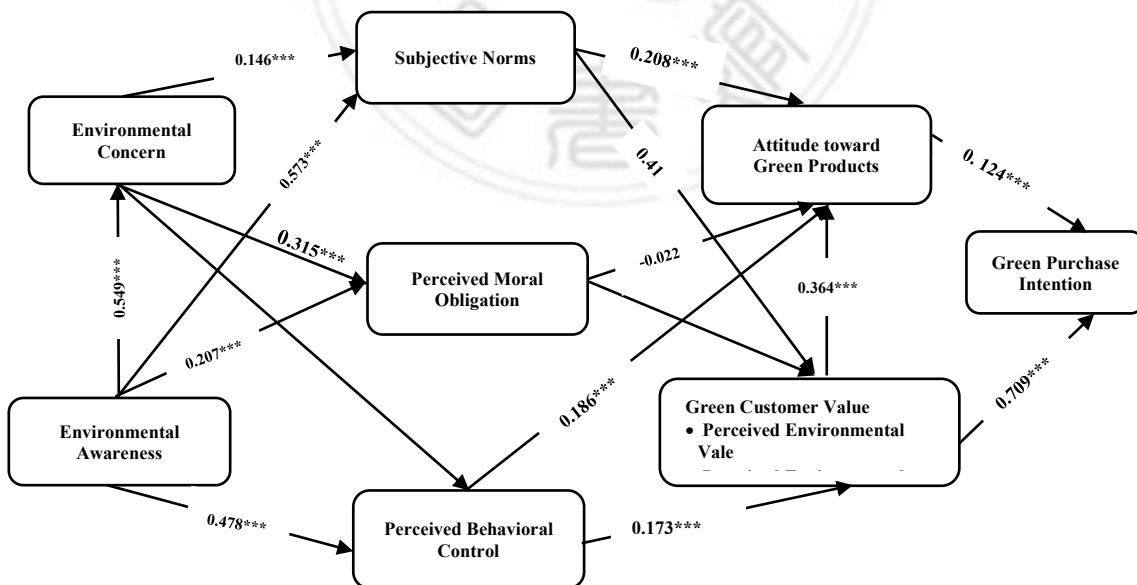 Subjective Norms
0.146***
0.208***
Environmental
Concern
Attitude toward
Green Products
0.573***
0.41
0. 124***
0.315***
-0.022
Perceived Moral
Obligation
Green Purchase
Intention
0.549***
0.364***
0.207***
0.186***
0.709***
Environmental
Awareness
Green Customer Value
• Perceived Environmental
Vale
0.478***
Perceived Behavioral
Control
0.173***